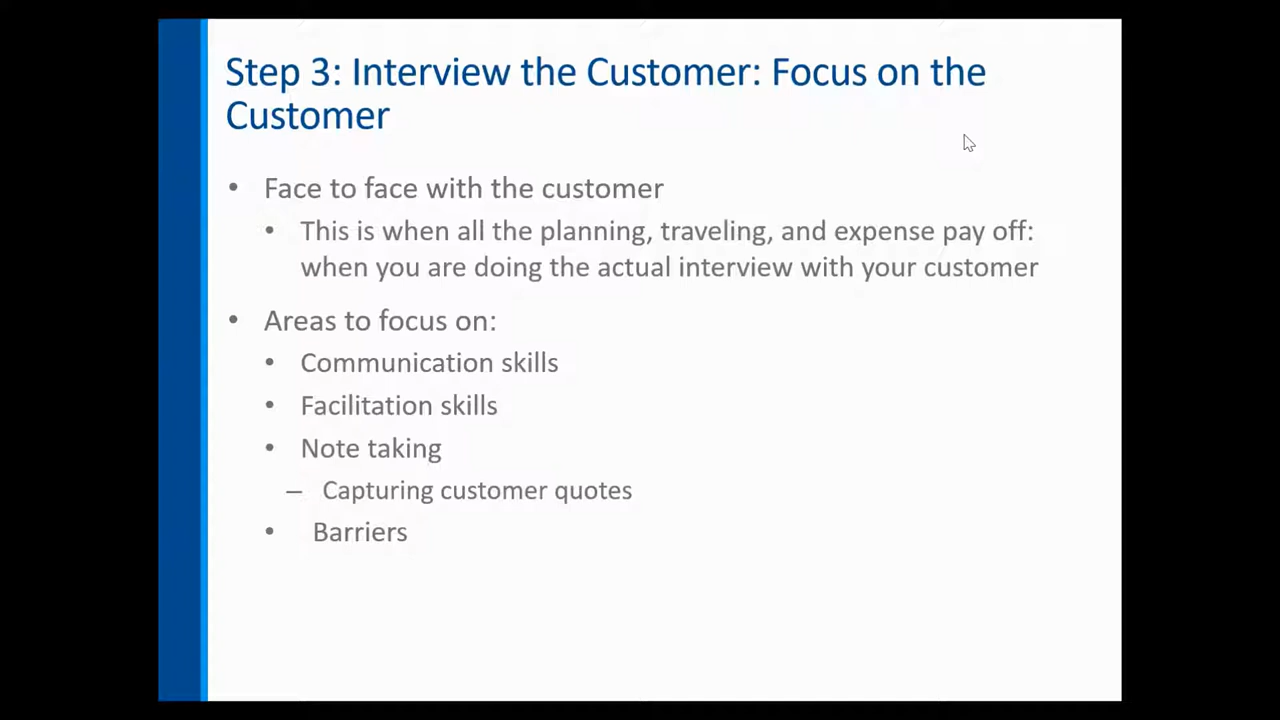 Step 3: Interview the Customer: Focus on the
Customer
• Face to face with the customer
• This is when all the planning, traveling, and expense pay off:
when you are doing the actual interview with your customer
• Areas to focus on:
• Communication skills
• Facilitation skills
• Note taking
– Capturing customer quotes
• Barriers